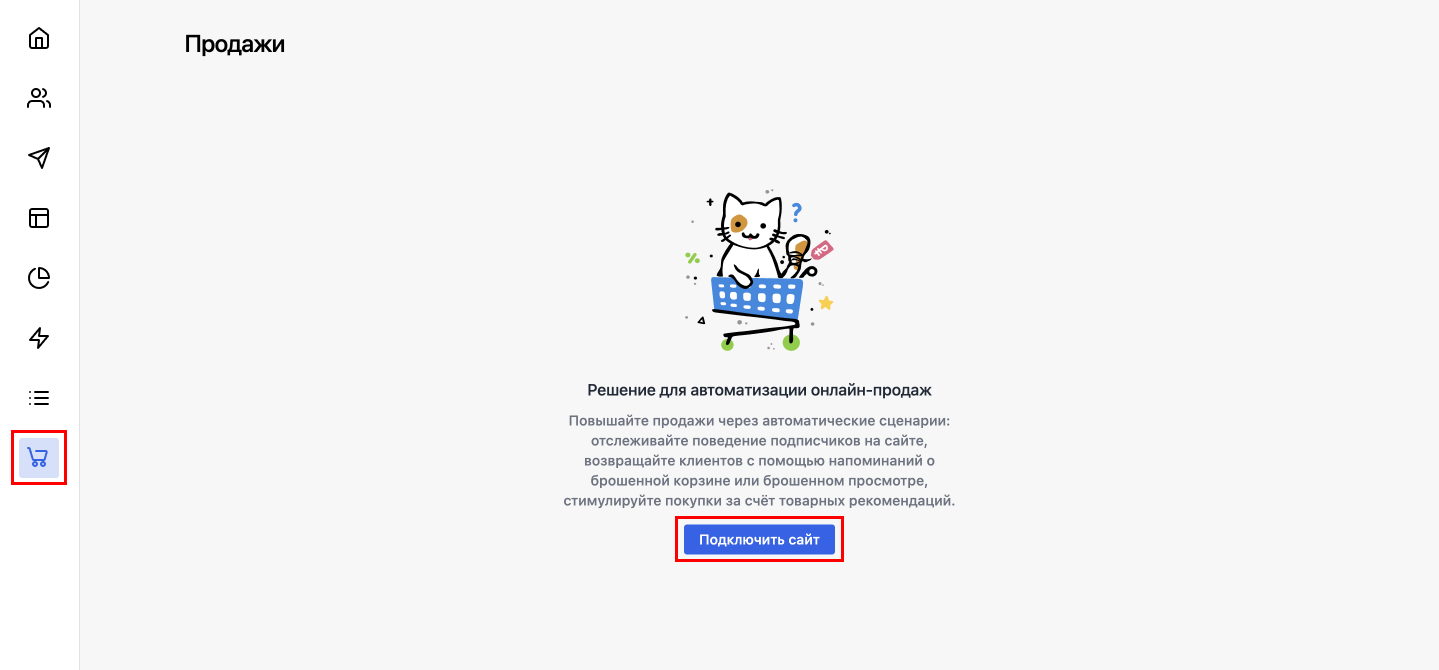 Продажи
?
%
Решение для автоматизации онлайн-продаж
Повышайте продажи через автоматические сценарии:
отслеживайте поведение подписчиков на сайте,
возвращайте клиентов с помощью напоминаний о
брошенной корзине или брошенном просмотре,
стимулируйте покупки за счёт товарных рекомендаций.
Подключить сайт